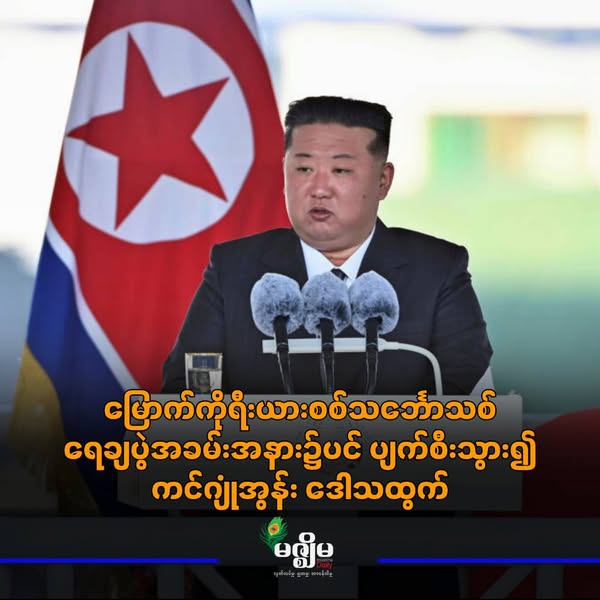 မြောက်ကိုရီးယားစစ်သင်္ဘောသစ်
ရေချပွဲအခမ်းအနား၌ပင် ပျက်စီးသွား၍
ကင်ဂျုံအွန်း ဒေါသထွက်
မဇ္ဈိမ
Daily